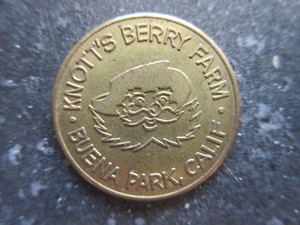 · KNOTT'S BERRY FARM ·
BUENA PARK, CALIF